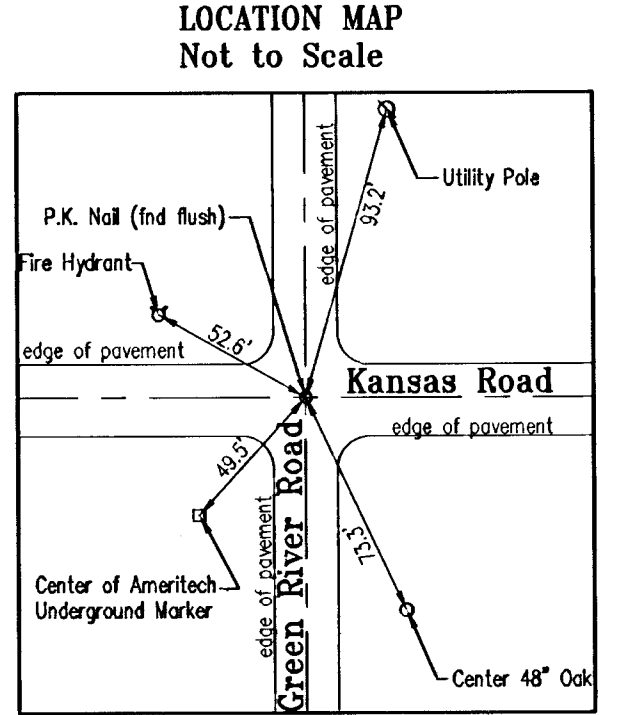 LOCATION MAP
Not to Scale
edge of pavement
Utility Pole
93.2'
P.K. Nail (fnd flush)
Fire Hydrant
52.6'
edge of pavement
Kansas Road
edge of pavement
49.5'
Green River Road
edge of pavement
73.3'
Center of Ameritech
Underground Marker
Center 48" Oak